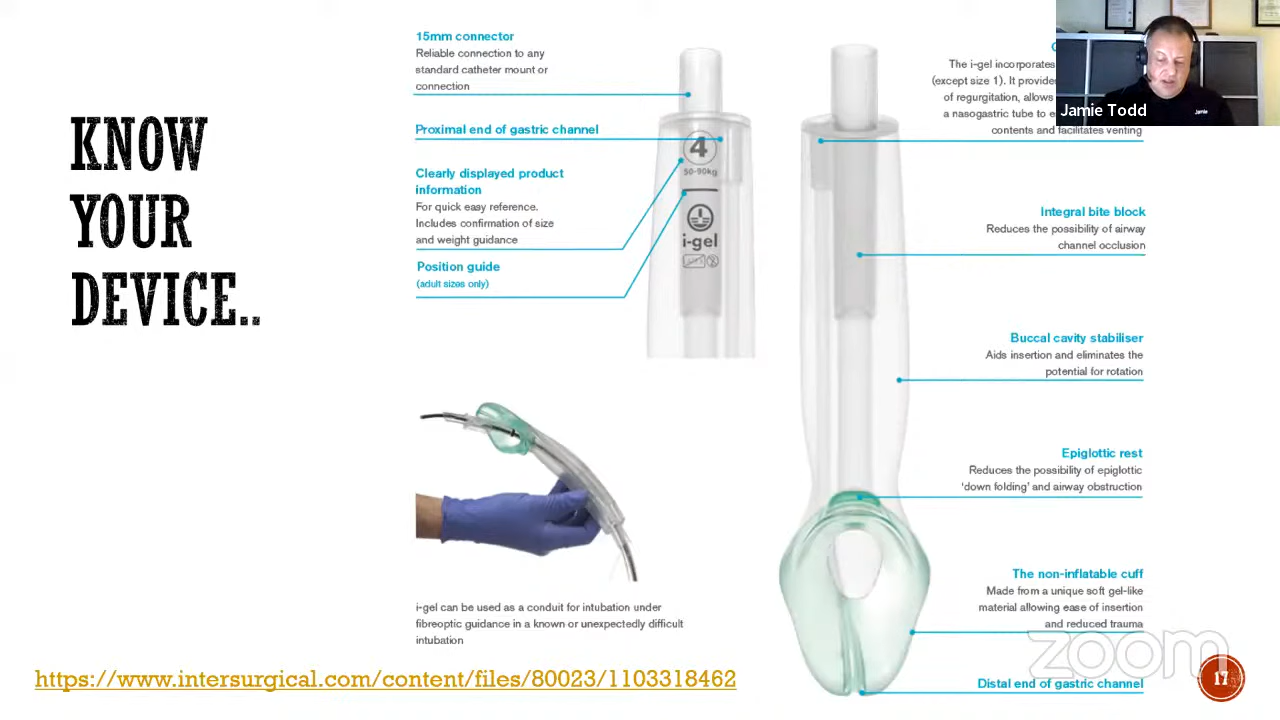 KNOW
YOUR
DEVICE..
15mm connector
Reliable connection to any
standard catheter mount or
connection
Proximal end of gastric channel
Clearly displayed product
information
For quick easy reference.
Includes confirmation of size
and weight guidance
Position guide
(adult sizes only)
4
50-90kg
i-gel
i-gel can be used as a conduit for intubation under
fibreoptic guidance in a known or unexpectedly difficult
intubation
The i-gel incorporates
(except size 1). It
of regurgitation, allows
a nasogastric tube to
contents and facilitates venting
Integral bite block
Reduces the possibility of airway
channel occlusion
Buccal cavity stabiliser
Aids insertion and eliminates the
potential for rotation
Epiglottic rest
Reduces the possibility of epiglottic
'down folding' and airway obstruction
The non-inflatable cuff
Made from a unique soft gel-like
material allowing ease of insertion
and reduced trauma
Distal end of gastric channel
https://www.intersurgical.com/content/files/80023/1103318462
17
zoom
Jamie Todd
Jamie